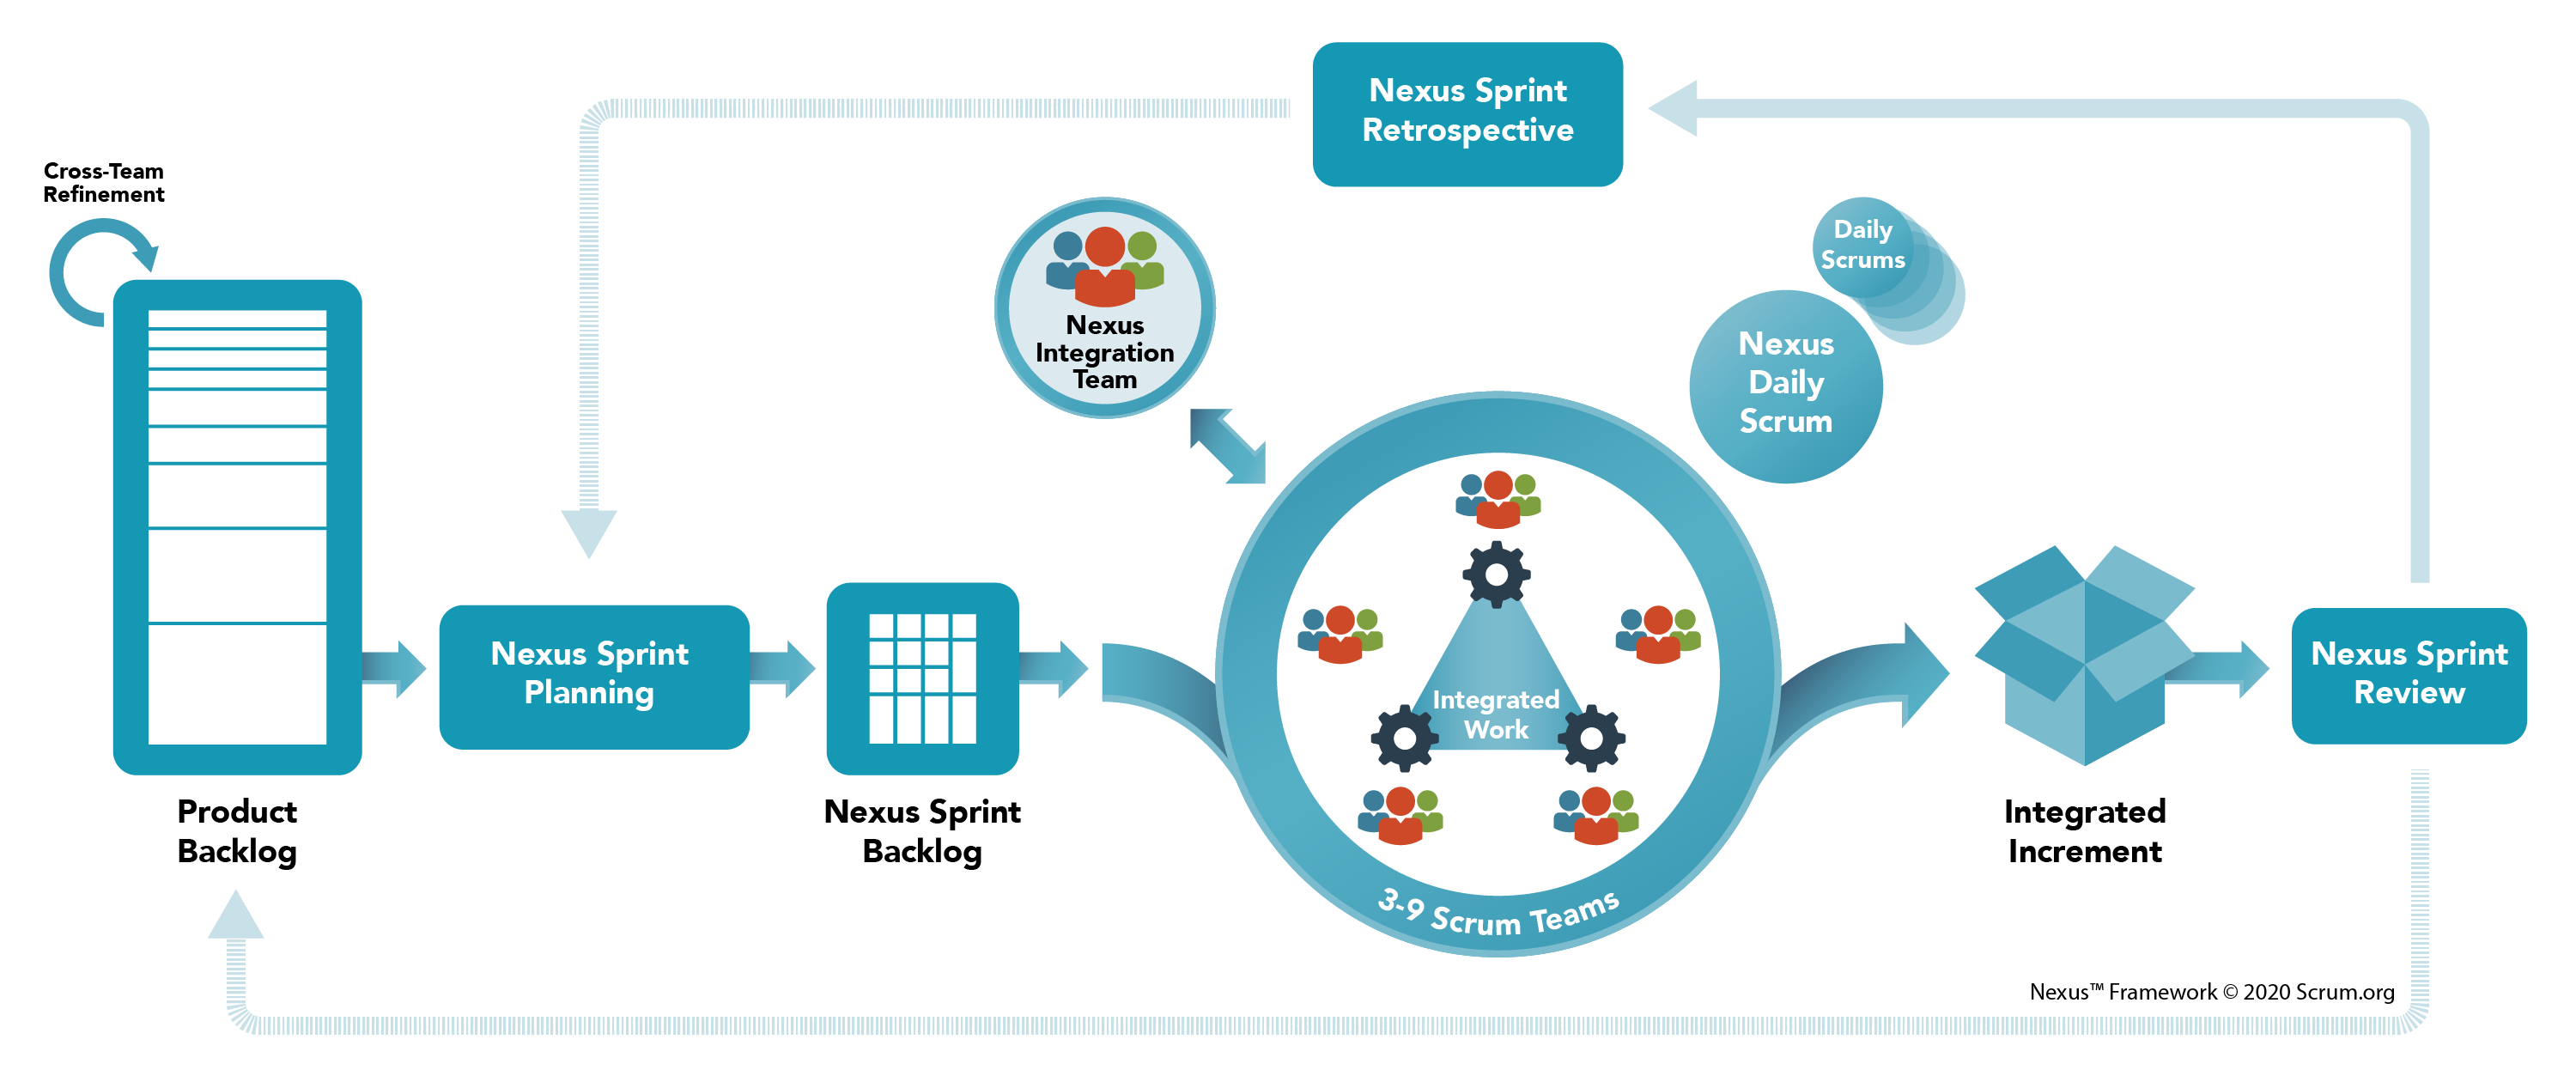 Nexus Sprint
Retrospective
Cross-Team
Refinement
Daily
Scrums
Nexus
Integration
Team
Nexus
Daily
Scrum
Nexus Sprint
Planning
Integrated
Work
Nexus Sprint
Review
Product
Backlog
Nexus Sprint
Backlog
Integrated
Increment
3-9 Scrum Teams
Nexus™ Framework © 2020 Scrum.org